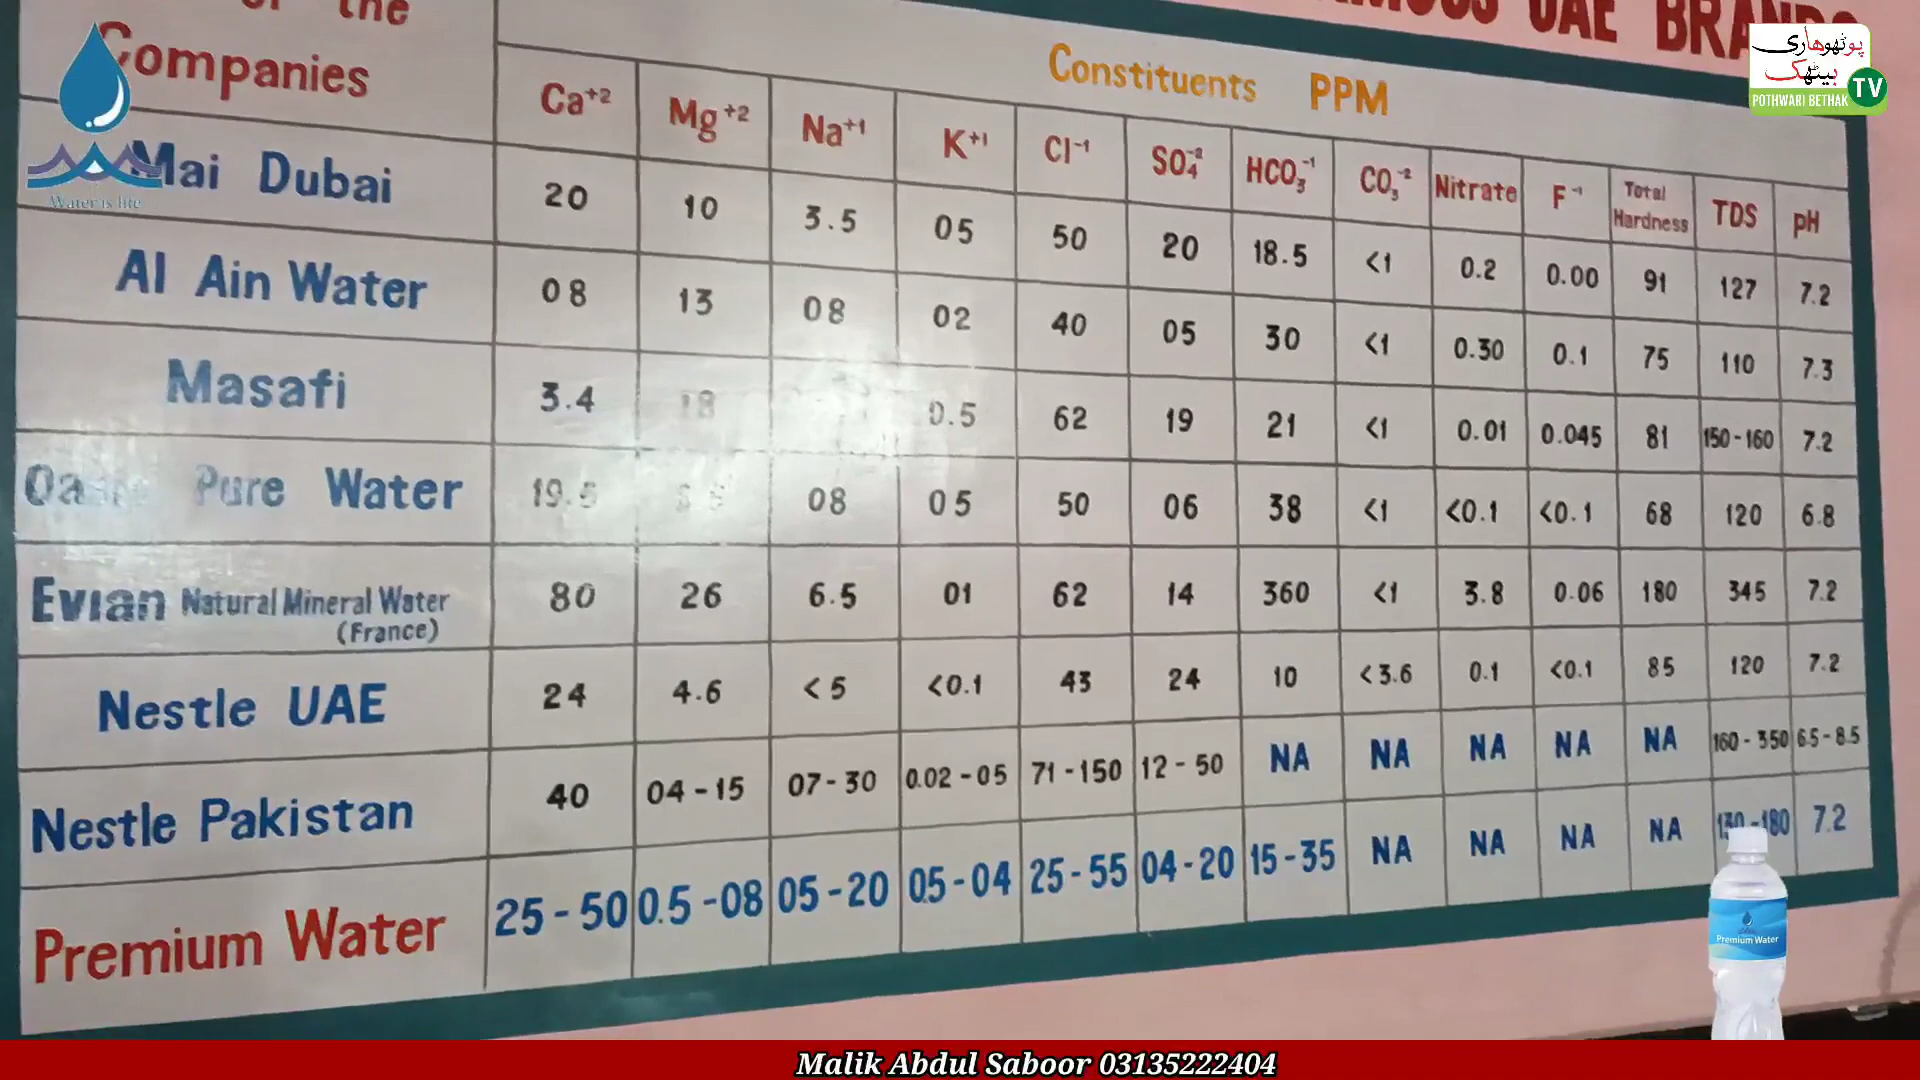 of the
Companies
UAE BRANDS
Constituents PPM
Ca+2 Mg+2 Na+1 K+1 Cl-1 SO4-2 HCO3-1 CO3-2 Nitrate F-1 Total Hardness TDS pH
Mai Dubai 20 10 3.5 05 50 20 18.5 <1 0.2 0.00 91 127 7.2
Al Ain Water 08 13 08 02 40 05 30 <1 0.30 0.1 75 110 7.3
Masafi 3.4 18 0.5 62 19 21 <1 0.01 0.045 81 150-160 7.2
Pure Water 19.5 08 05 50 06 38 <1 <0.1 <0.1 68 120 6.8
Evian Natural Mineral Water 80 26 6.5 01 62 14 360 <1 3.8 0.06 180 345 7.2
(France)
Nestle UAE 24 4.6 <5 <0.1 43 24 10 <3.6 0.1 <0.1 85 120 7.2
Nestle Pakistan 40 04-15 07-30 0.02-05 71-150 12-50 NA NA NA NA NA 160-350 6.5-8.5
Premium Water 25-50 0.5-08 05-20 0.5-04 25-55 04-20 15-35 NA NA NA NA 130-180 7.2
Water is life
پوٹھوھاری
بیٹھک
POTHWARI BETHAK TV
Premium Water
Malik Abdul Saboor 03135222404